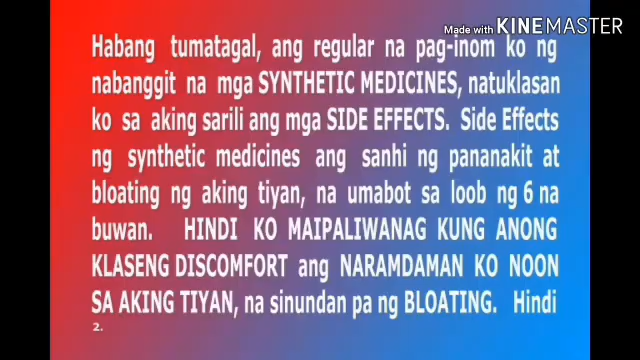 Made with KINEMASTER
Habang tumatagal, ang regular na pag-inom ko ng
nabanggit na mga SYNTHETIC MEDICINES, natuklasan
ko sa aking sarili ang mga SIDE EFFECTS. Side Effects
ng synthetic medicines ang sanhi ng pananakit at
bloating ng aking tiyan, na umabot sa loob ng 6 na
buwan. HINDI KO MAIPALIWANAG KUNG ANONG
KLASENG DISCOMFORT ang NARAMDAMAN KO NOON
SA AKING TIYAN, na sinundan pa ng BLOATING. Hindi
2.